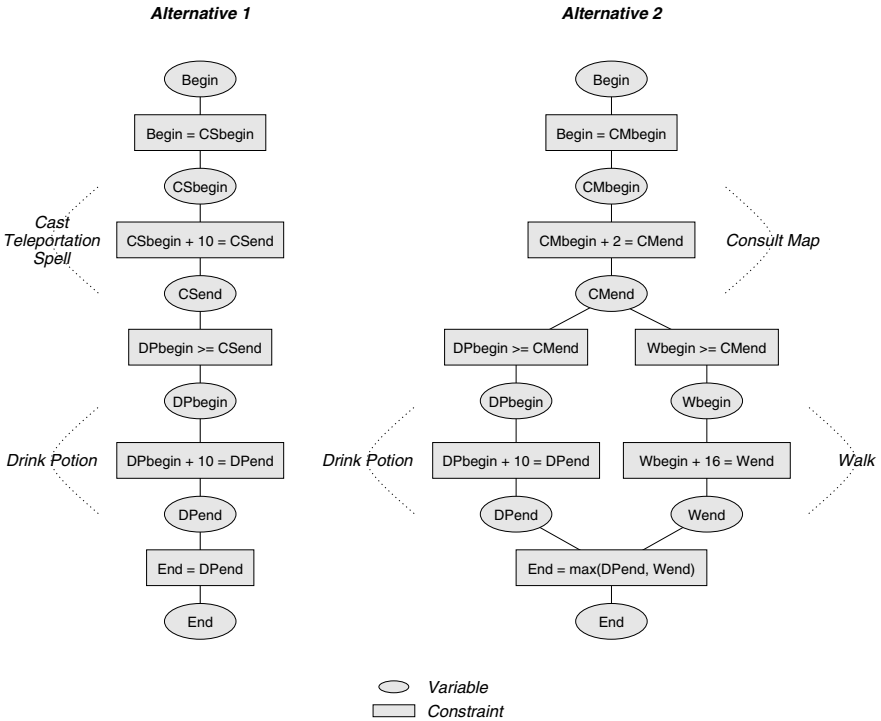 Alternative 1
Begin
Begin = CSbegin
CSbegin
Cast
Teleportation
Spell
CSbegin + 10 = CSend
CSend
DPbegin >= CSend
DPbegin
Drink Potion
DPbegin + 10 = DPend
DPend
End = DPend
End
Alternative 2
Begin
Begin = CMbegin
CMbegin
CMbegin + 2 = CMend
Consult Map
CMend
DPbegin >= CMend
Wbegin >= CMend
DPbegin
Wbegin
Drink Potion
DPbegin + 10 = DPend
Wbegin + 16 = Wend
Walk
DPend
Wend
End = max(DPend, Wend)
End
Variable
Constraint